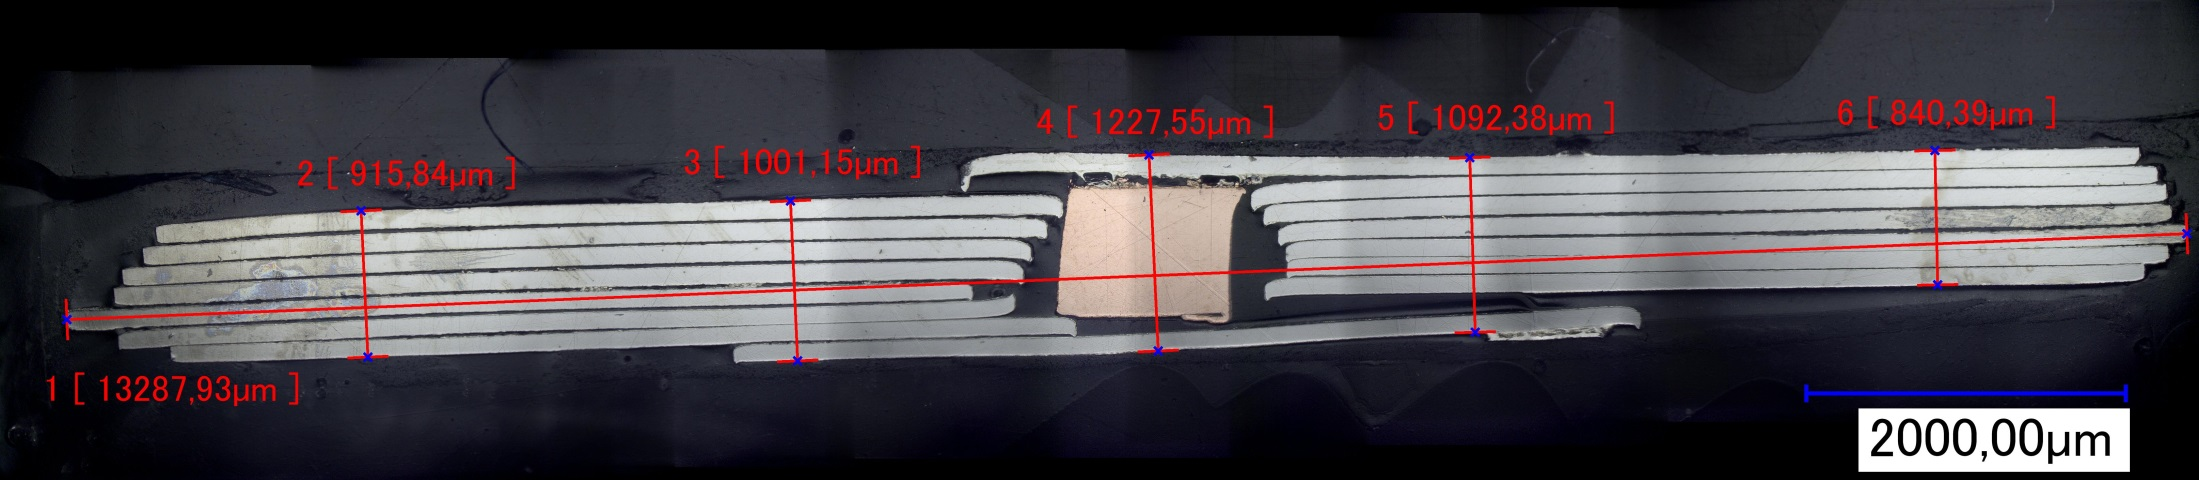 4 [ 1227,55µm ]
5 [ 1092,38µm ]
6 [ 840,39µm ]
3 [ 1001,15µm ]
2 [ 915,84µm ]
1 [ 13287,93µm ]
2000,00µm